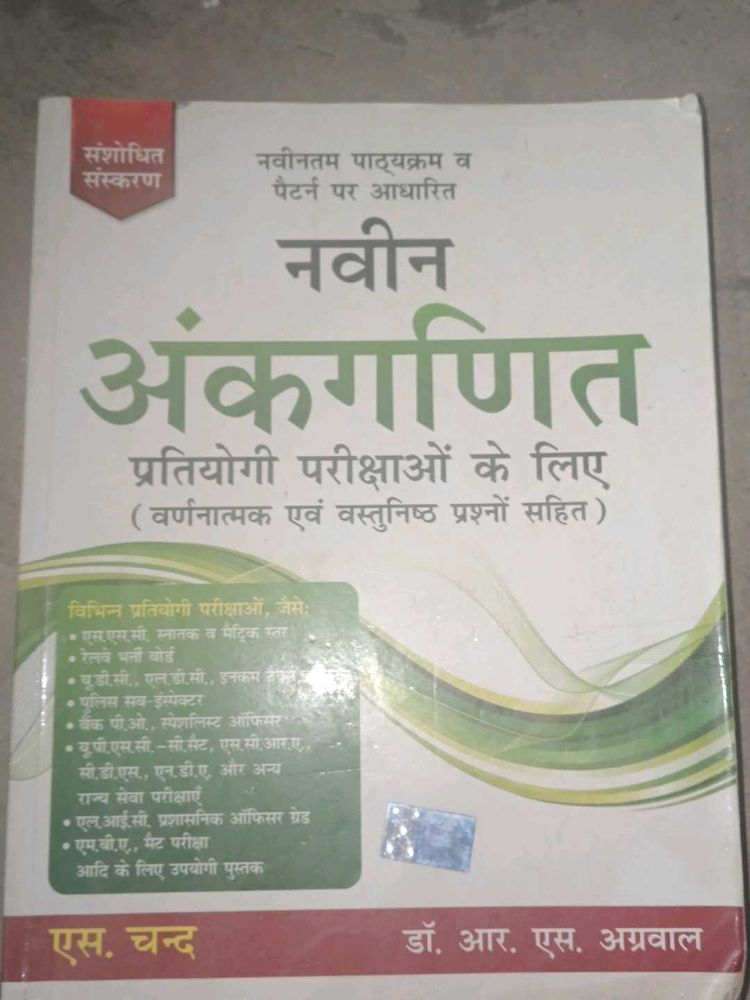 संशोधित
संस्करण
नवीनतम पाठ्यक्रम व
पैटर्न पर आधारित
नवीन
अंकगणित
प्रतियोगी परीक्षाओं के लिए
( वर्णनात्मक एवं वस्तुनिष्ठ प्रश्नों सहित )
विभिन्न प्रतियोगी परीक्षाओं, जैसे:
• एस.एस.सी. स्नातक व मैट्रिक स्तर
• रेलवे भर्ती बोर्ड
• यू.डी.सी., एल.डी.सी., इनकम टैक्स
• पुलिस सब-इंस्पेक्टर
• बैंक पी.ओ., स्पेशलिस्ट ऑफिसर
• यू.पी.एस.सी.-सी.सैट, एस.सी.आर.ए.,
सी.डी.एस., एन.डी.ए. और अन्य
राज्य सेवा परीक्षाएँ
• एल.आई.सी. प्रशासनिक ऑफिसर ग्रेड
• एम.बी.ए., मैट परीक्षा
आदि के लिए उपयोगी पुस्तक
एस. चन्द
डॉ. आर. एस. अग्रवाल